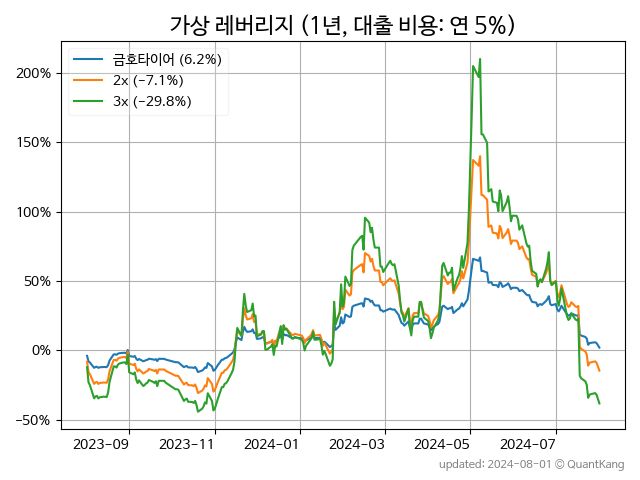 가상 레버리지 (1년, 대출 비용: 연 5%)
금호타이어 (6.2%)
2x (-7.1%)
3x (-29.8%)
200%
150%
100%
50%
0%
−50%
2023-09 2023-11 2024-01 2024-03 2024-05 2024-07
updated: 2024-08-01 © QuantKang